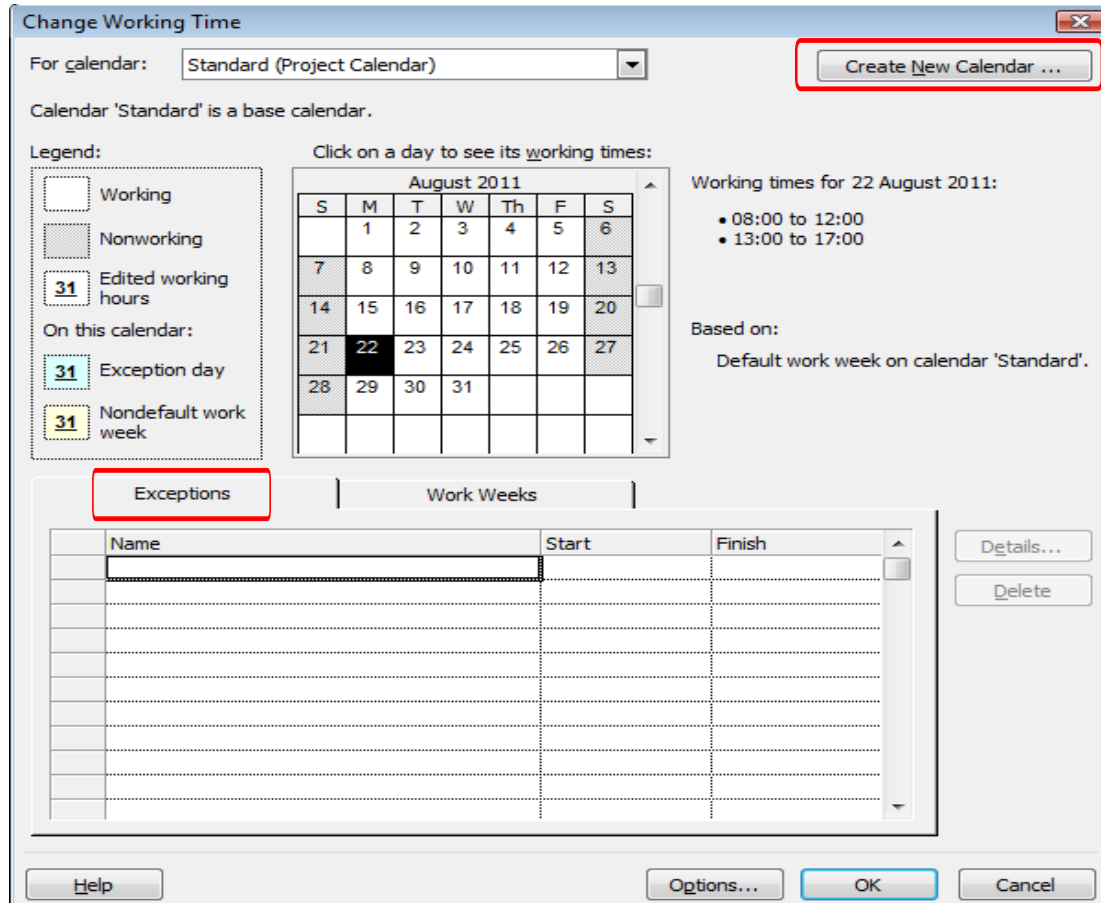 Change Working Time
For calendar: Standard (Project Calendar) Create New Calendar ...
Calendar 'Standard' is a base calendar.
Legend:
Working
Nonworking
31 Edited working
hours
On this calendar:
31 Exception day
31 Nondefault work
week
Click on a day to see its working times:
August 2011
S M T W Th F S
1 2 3 4 5 6
7 8 9 10 11 12 13
14 15 16 17 18 19 20
21 22 23 24 25 26 27
28 29 30 31
Working times for 22 August 2011:
• 08:00 to 12:00
• 13:00 to 17:00
Based on:
Default work week on calendar 'Standard'.
Exceptions Work Weeks
Name Start Finish
Details...
Delete
Help Options... OK Cancel